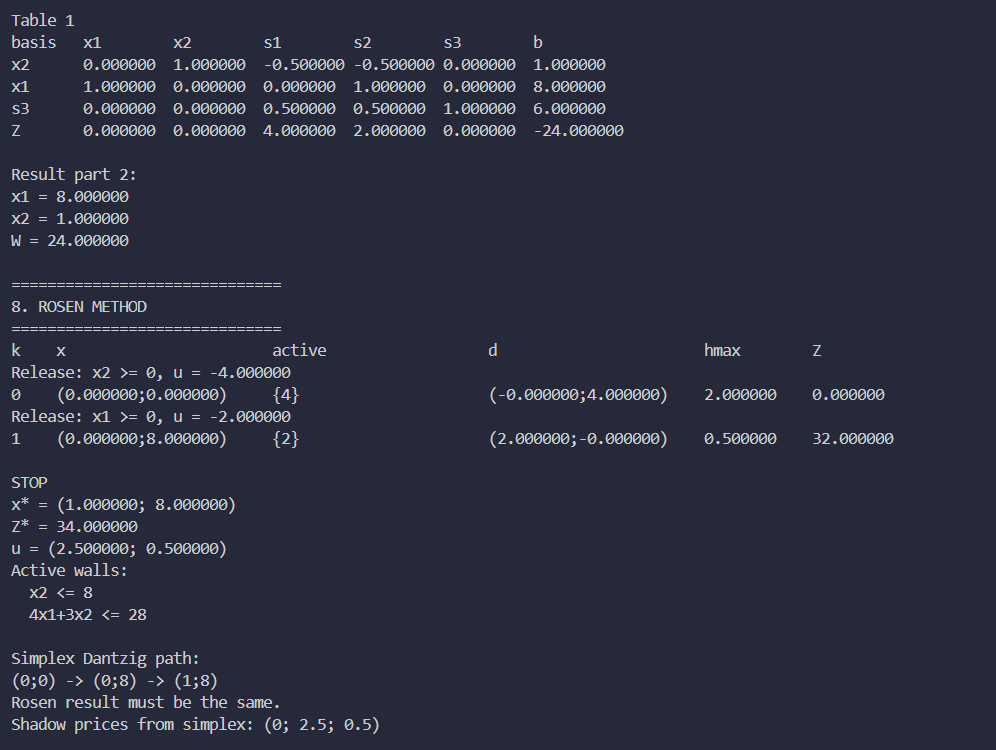 Table 1
basis x1 x2 s1 s2 s3 b
x2 0.000000 1.000000 -0.500000 -0.500000 0.000000 1.000000
x1 1.000000 0.000000 0.000000 1.000000 0.000000 8.000000
s3 0.000000 0.000000 0.500000 0.500000 1.000000 6.000000
Z 0.000000 0.000000 4.000000 2.000000 0.000000 -24.000000
Result part 2:
x1 = 8.000000
x2 = 1.000000
W = 24.000000
==============================
8. ROSEN METHOD
==============================
k x active d hmax Z
Release: x2 >= 0, u = -4.000000
0 (0.000000;0.000000) {4} (-0.000000;4.000000) 2.000000 0.000000
Release: x1 >= 0, u = -2.000000
1 (0.000000;8.000000) {2} (2.000000;-0.000000) 0.500000 32.000000
STOP
x* = (1.000000; 8.000000)
Z* = 34.000000
u = (2.500000; 0.500000)
Active walls:
x2 <= 8
4x1+3x2 <= 28
Simplex Dantzig path:
(0;0) -> (0;8) -> (1;8)
Rosen result must be the same.
Shadow prices from simplex: (0; 2.5; 0.5)